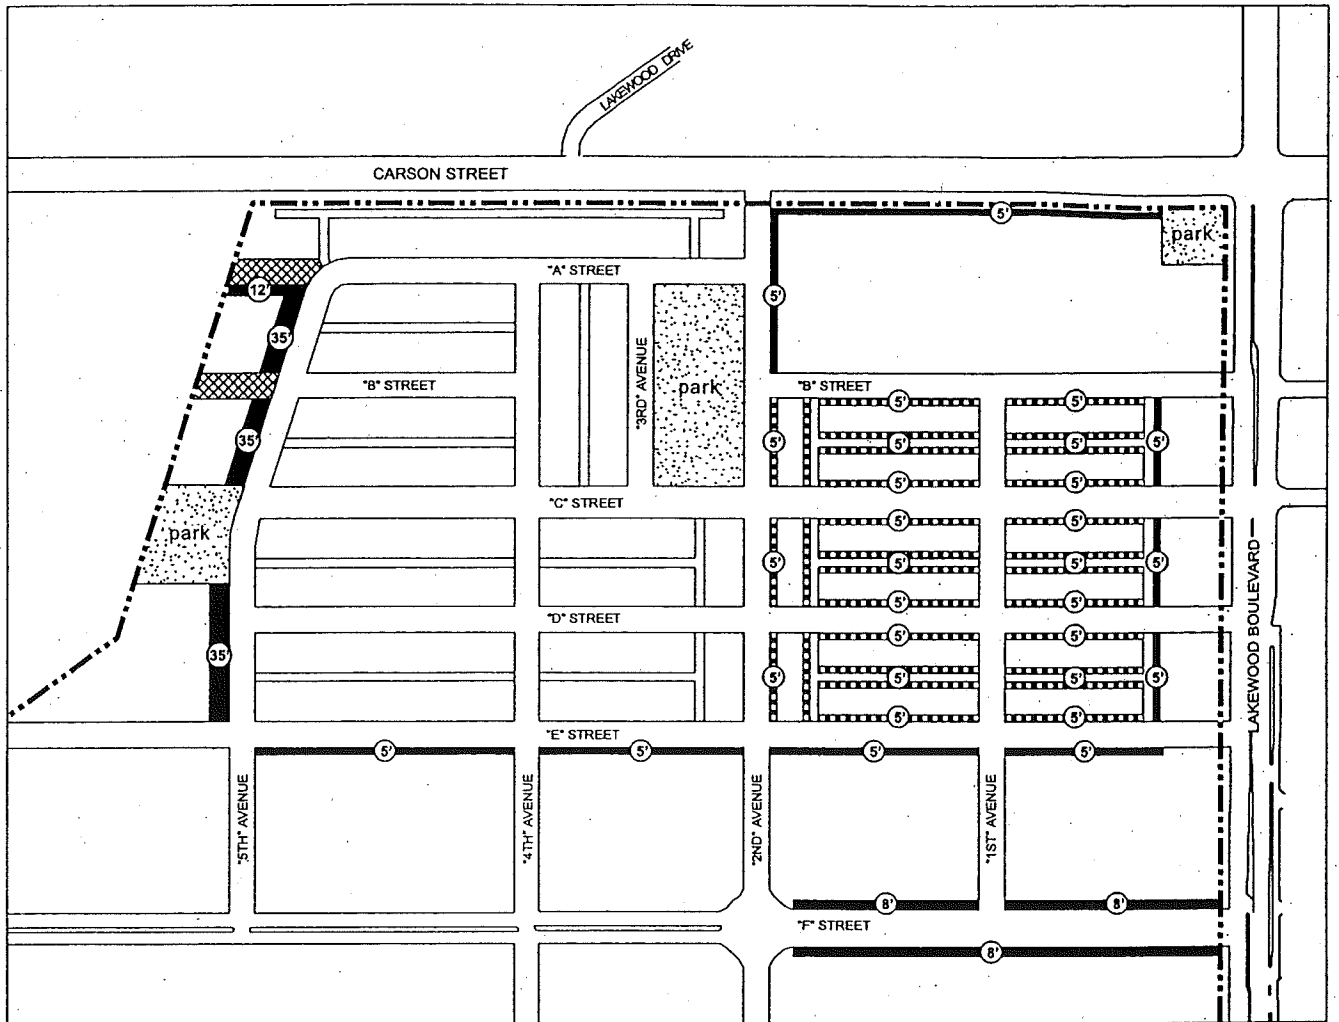 LAKEWOOD DRIVE
CARSON STREET
5'
park
"A" STREET
12'
5'
35'
"3RD" AVENUE
park
"B" STREET
"B" STREET
5'
5'
35'
5'
5'
5'
5'
5'
5'
"C" STREET
park
5'
5'
5'
5'
5'
5'
5'
5'
"D" STREET
LAKEWOOD BOULEVARD
5'
5'
35'
5'
5'
5'
5'
5'
5'
"E" STREET
5'
5'
5'
5'
"5TH" AVENUE
"4TH" AVENUE
"2ND" AVENUE
"1ST" AVENUE
8'
8'
"F" STREET
8'